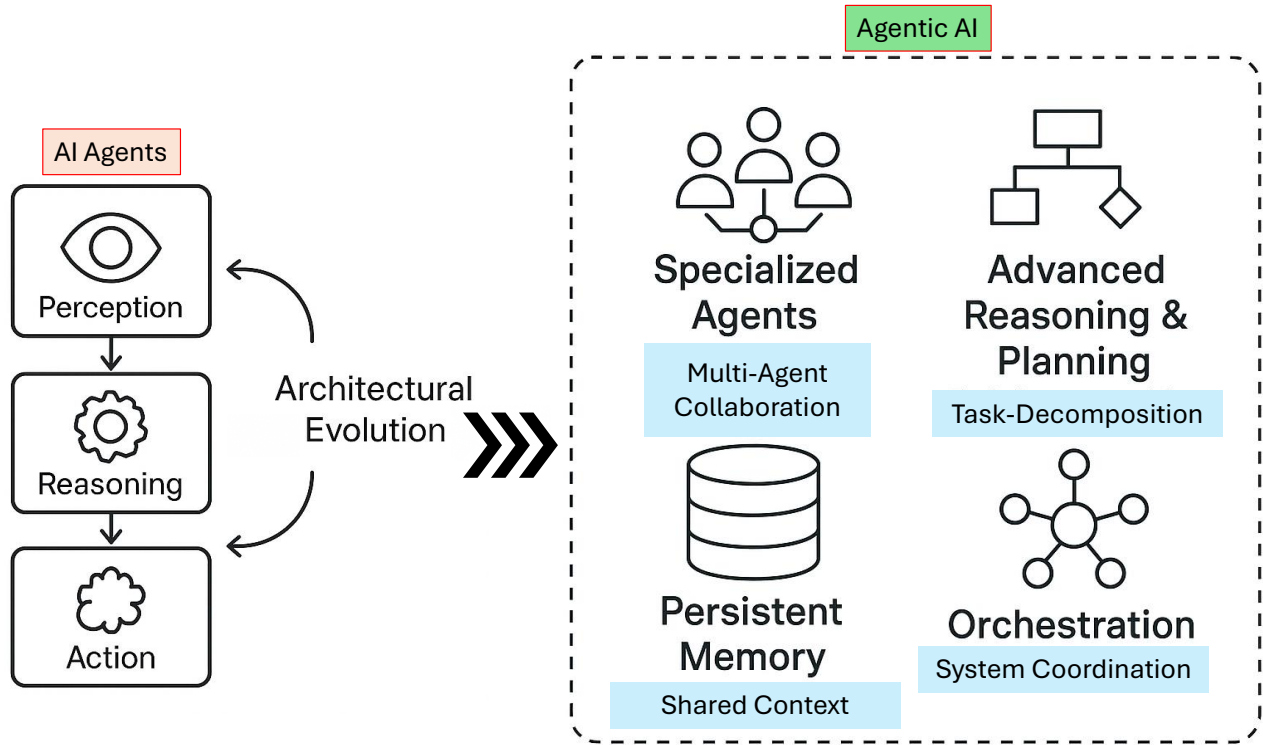 Agentic AI
AI Agents
Perception
Reasoning
Action
Architectural
Evolution
Specialized
Agents
Multi-Agent
Collaboration
Advanced
Reasoning &
Planning
Task-Decomposition
Persistent
Memory
Shared Context
Orchestration
System Coordination